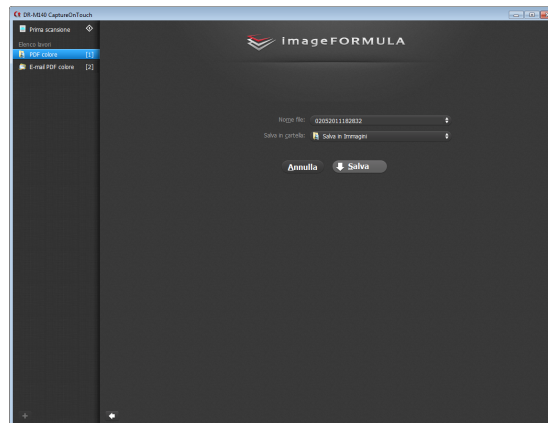 DR-M140 CaptureOnTouch
Prima scansione
Elenco lavori
PDF colore [1]
E-mail PDF colore [2]
imageFORMULA
Nome file: 02052011182832
Salva in cartella: Salva in Immagini
Annulla Salva